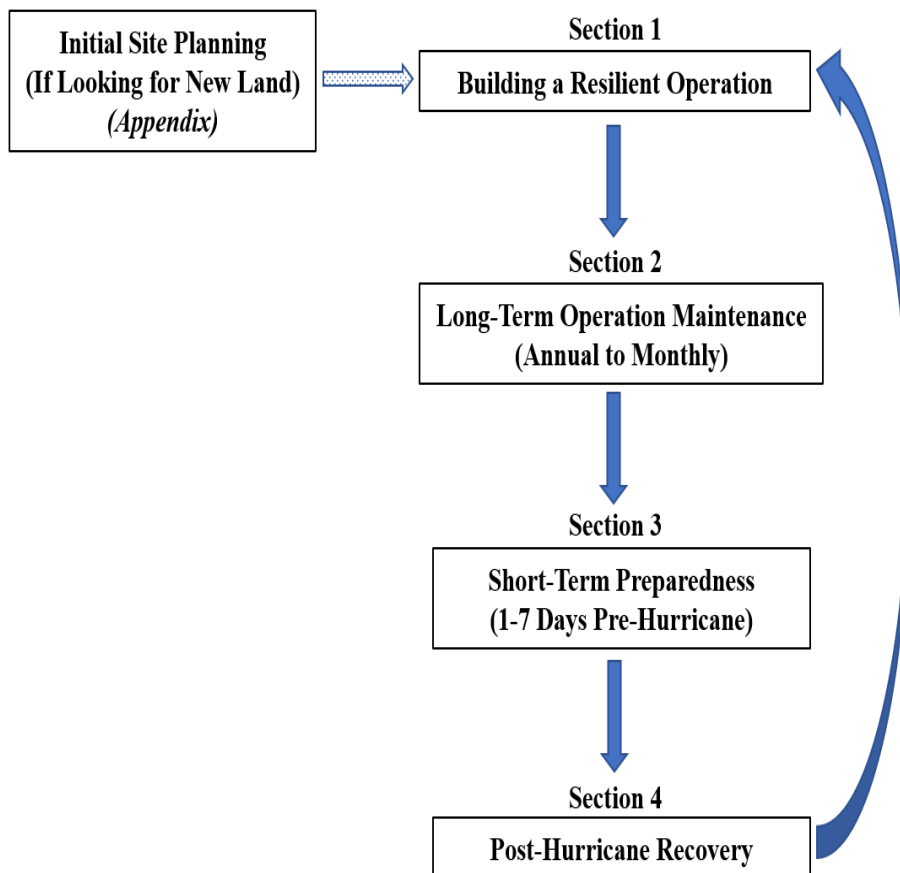 Initial Site Planning
(If Looking for New Land)
(Appendix)
Section 1
Building a Resilient Operation
Section 2
Long-Term Operation Maintenance
(Annual to Monthly)
Section 3
Short-Term Preparedness
(1-7 Days Pre-Hurricane)
Section 4
Post-Hurricane Recovery